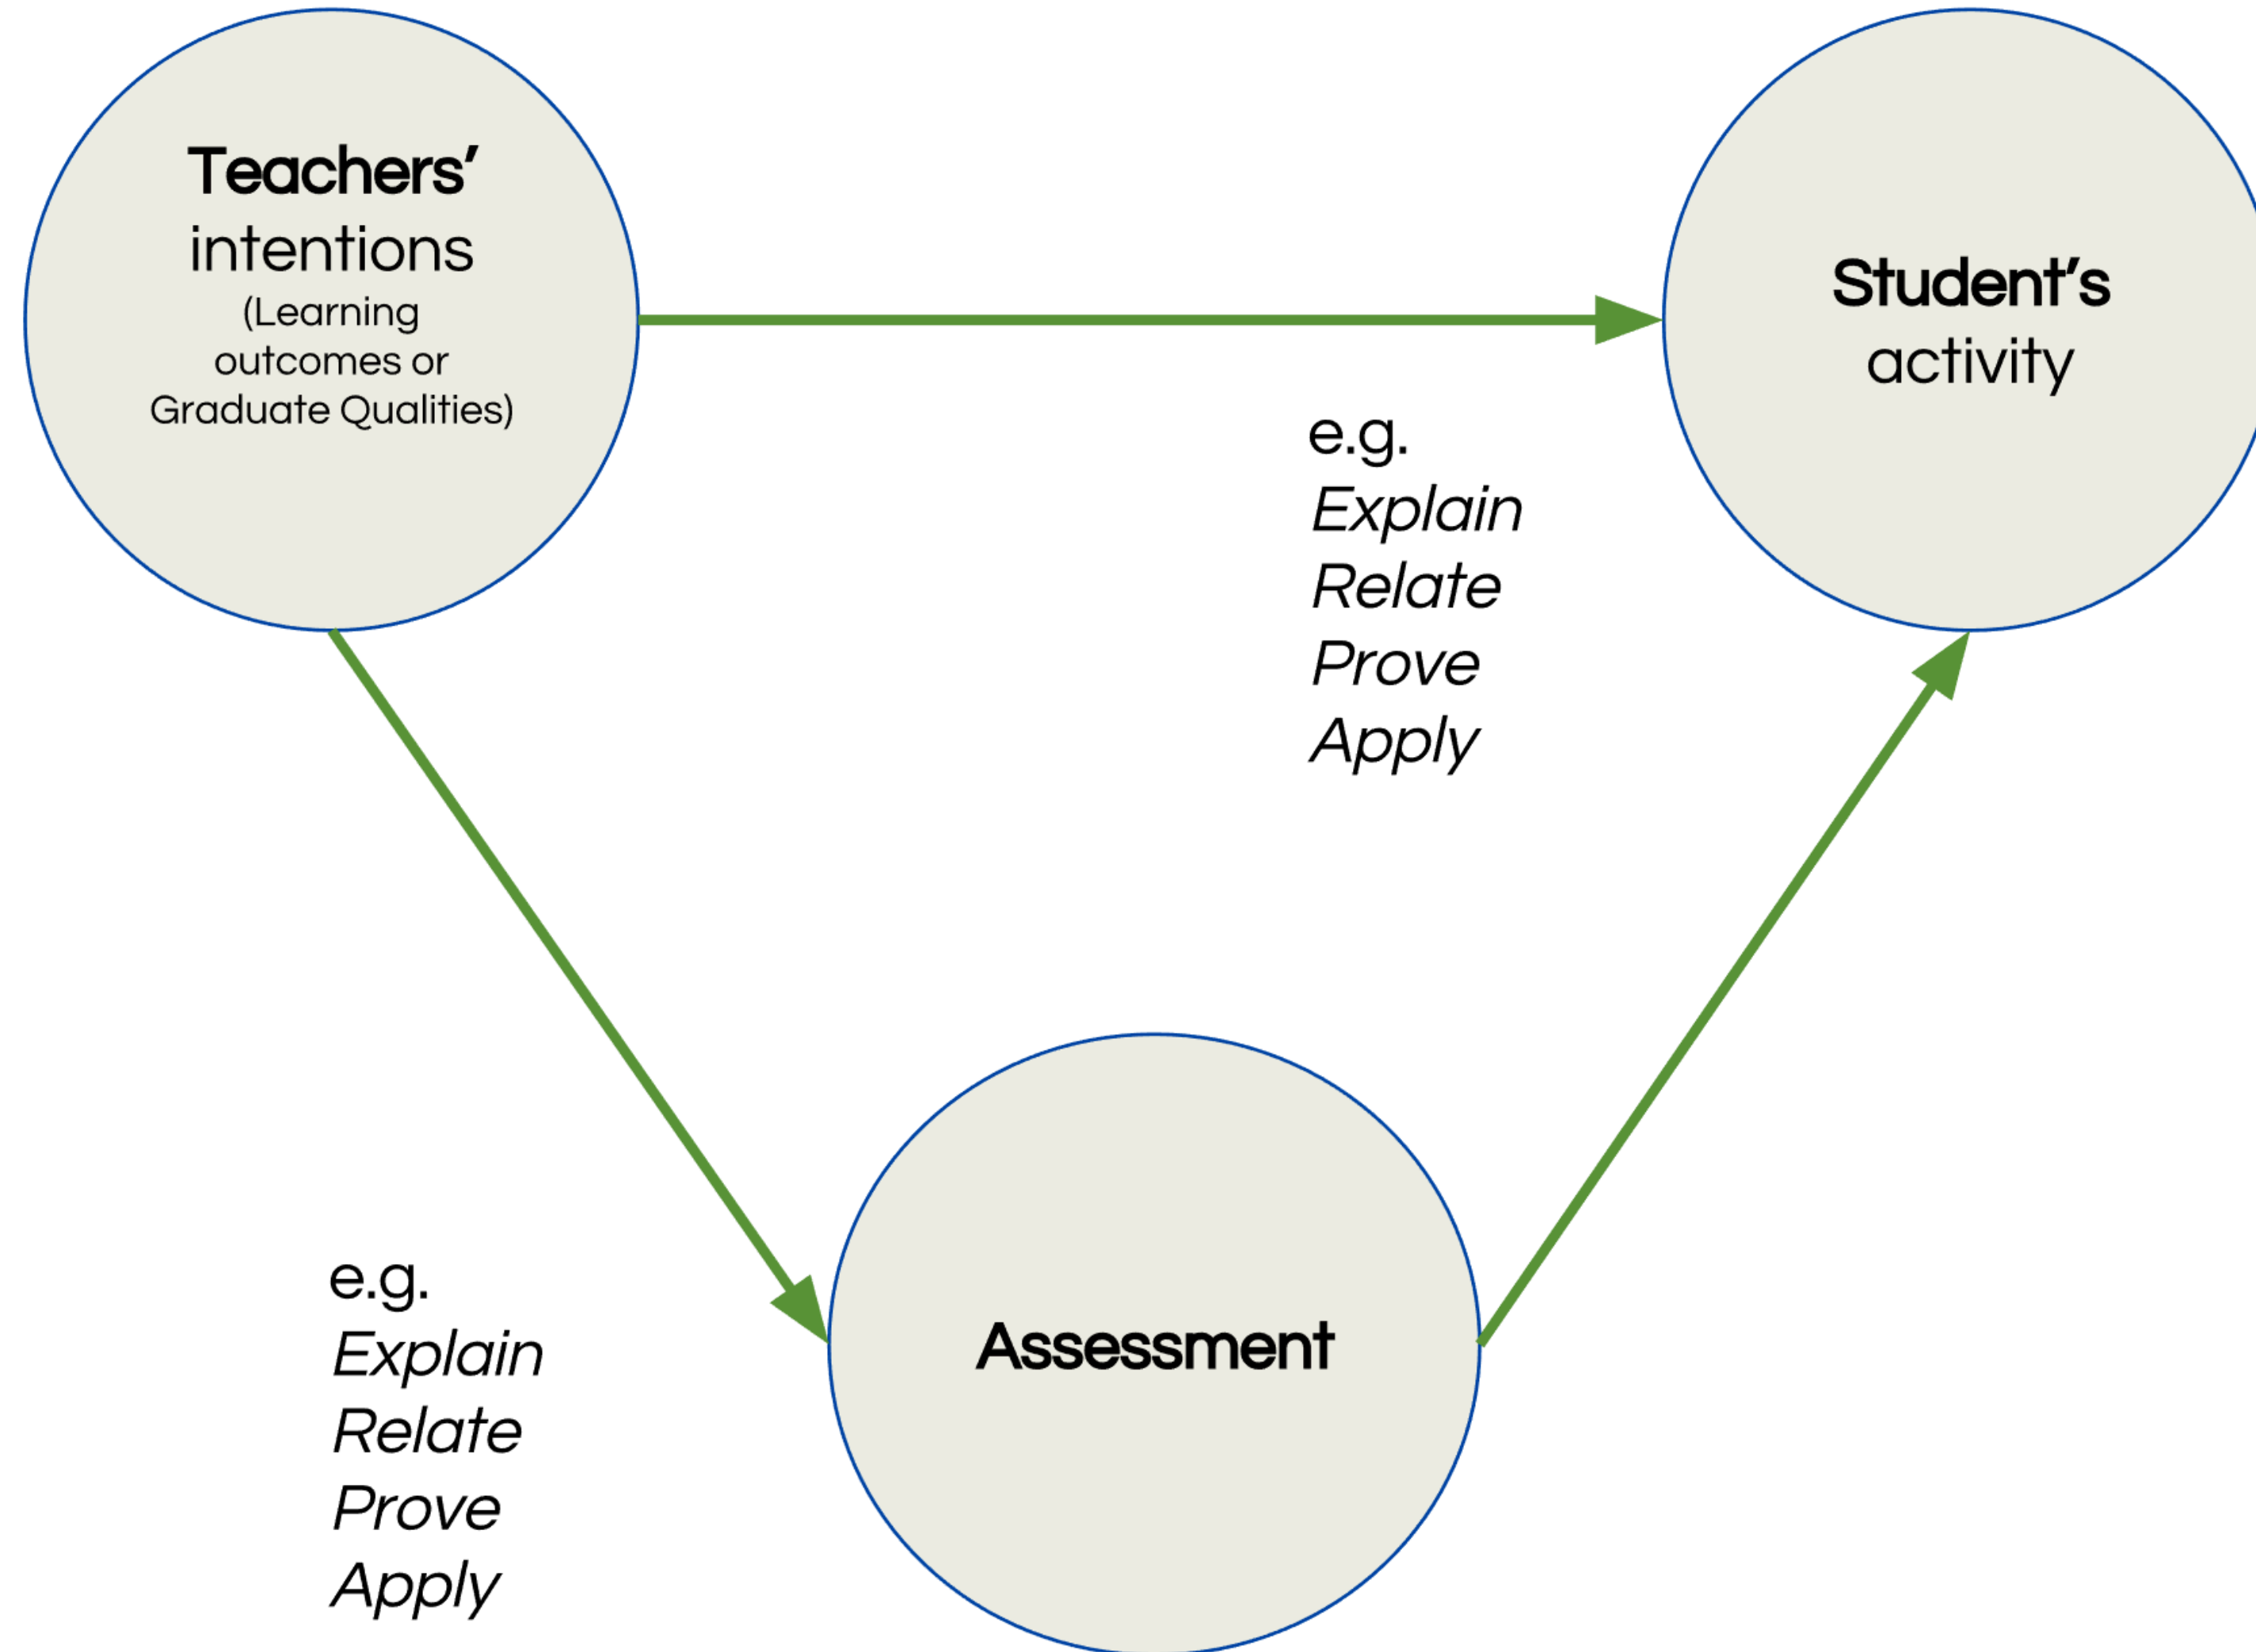 Teachers’
intentions
(Learning
outcomes or
Graduate Qualities)
Student’s
activity
e.g.
Explain
Relate
Prove
Apply
e.g.
Explain
Relate
Prove
Apply
Assessment